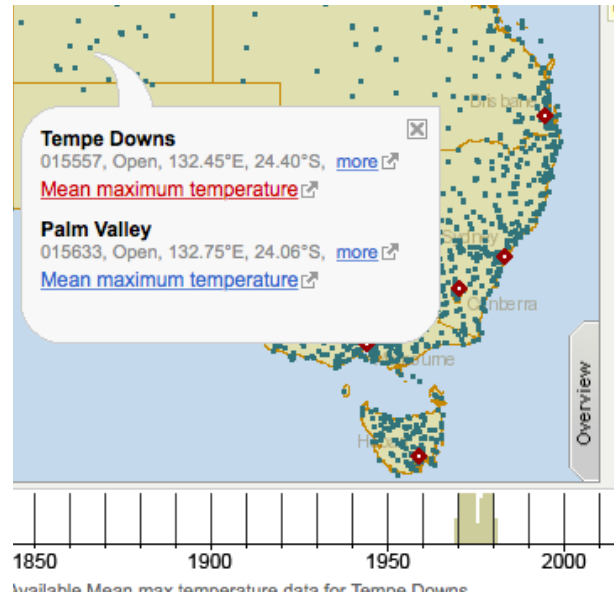 Brisbane
Tempe Downs
015557, Open, 132.45°E, 24.40°S, more
Mean maximum temperature
Palm Valley
015633, Open, 132.75°E, 24.06°S, more
Mean maximum temperature
Sydney
Canberra
Overview
1850 1900 1950 2000
Available Mean max temperature data for Tempe Downs